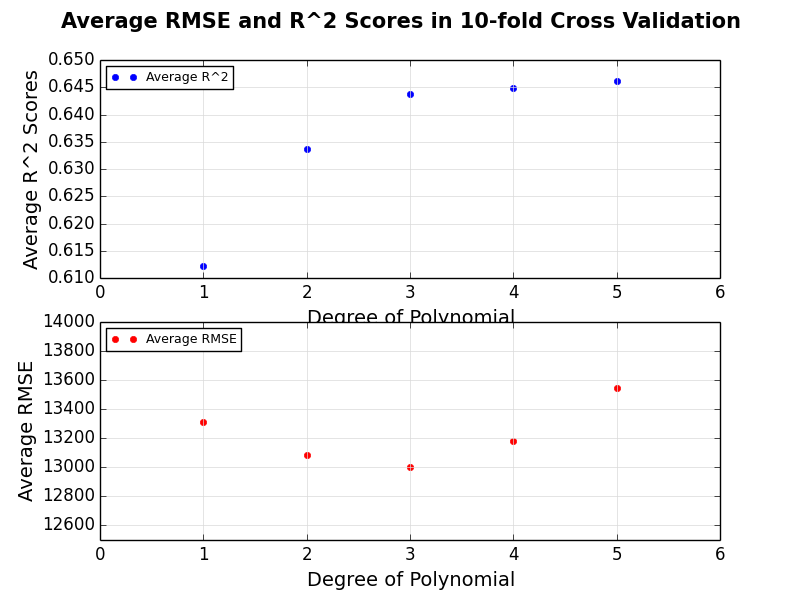 Average RMSE and R^2 Scores in 10-fold Cross Validation
0.650
0.645
0.640
0.635
0.630
0.625
0.620
0.615
0.610
Average R^2 Scores
Average R^2
0 1 2 3 4 5 6
Degree of Polynomial
14000
13800
13600
13400
13200
13000
12800
12600
Average RMSE
Average RMSE
0 1 2 3 4 5 6
Degree of Polynomial